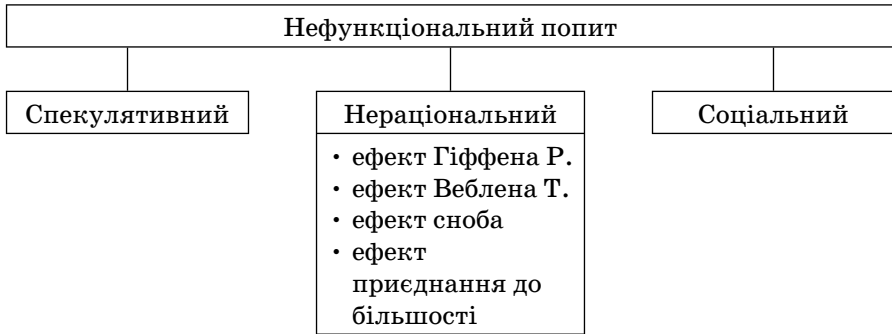 Нефункціональний попит
Спекулятивний
Нераціональний
Соціальний
· ефект Гіффена Р.
· ефект Веблена Т.
· ефект сноба
· ефект
приєднання до
більшості